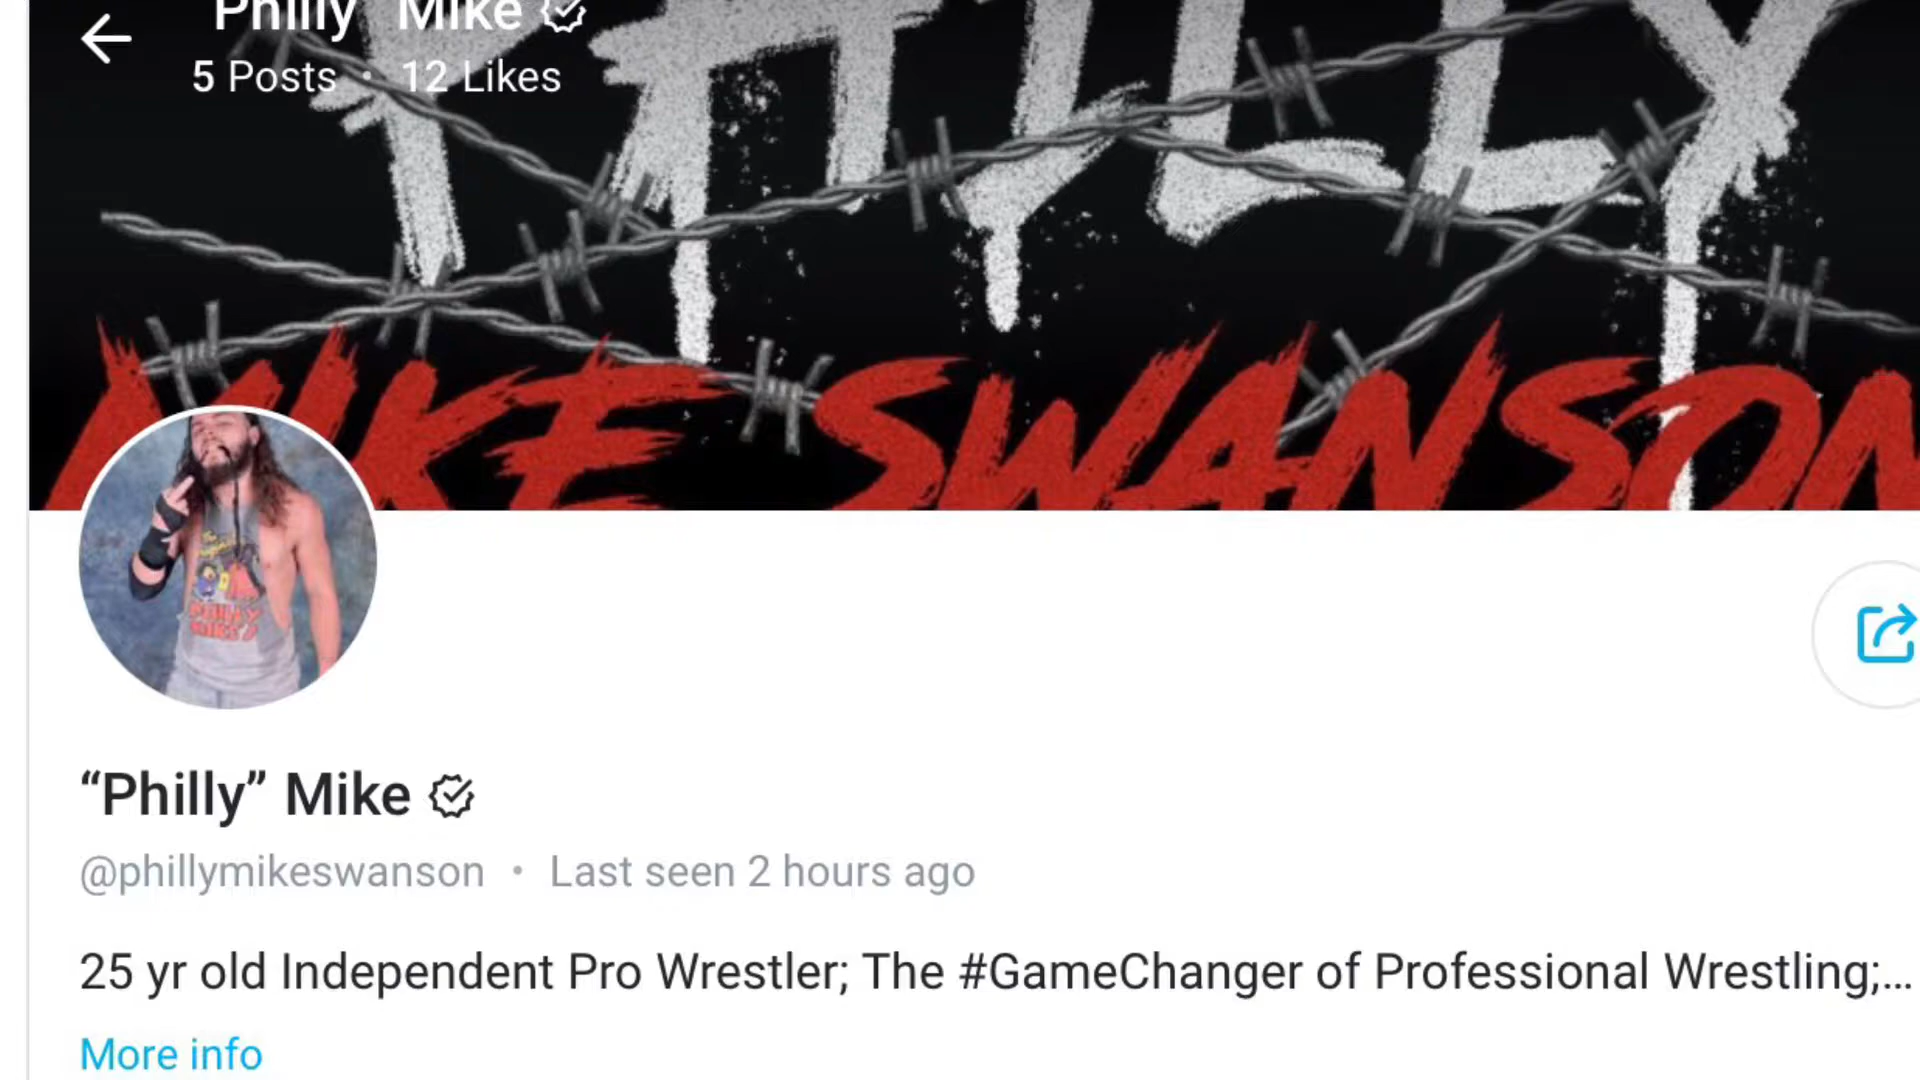 "Philly" Mike
5 Posts · 12 Likes
PHILLY
MIKE SWANSON
“Philly” Mike
@phillymikeswanson • Last seen 2 hours ago
25 yr old Independent Pro Wrestler; The #GameChanger of Professional Wrestling;...
More info